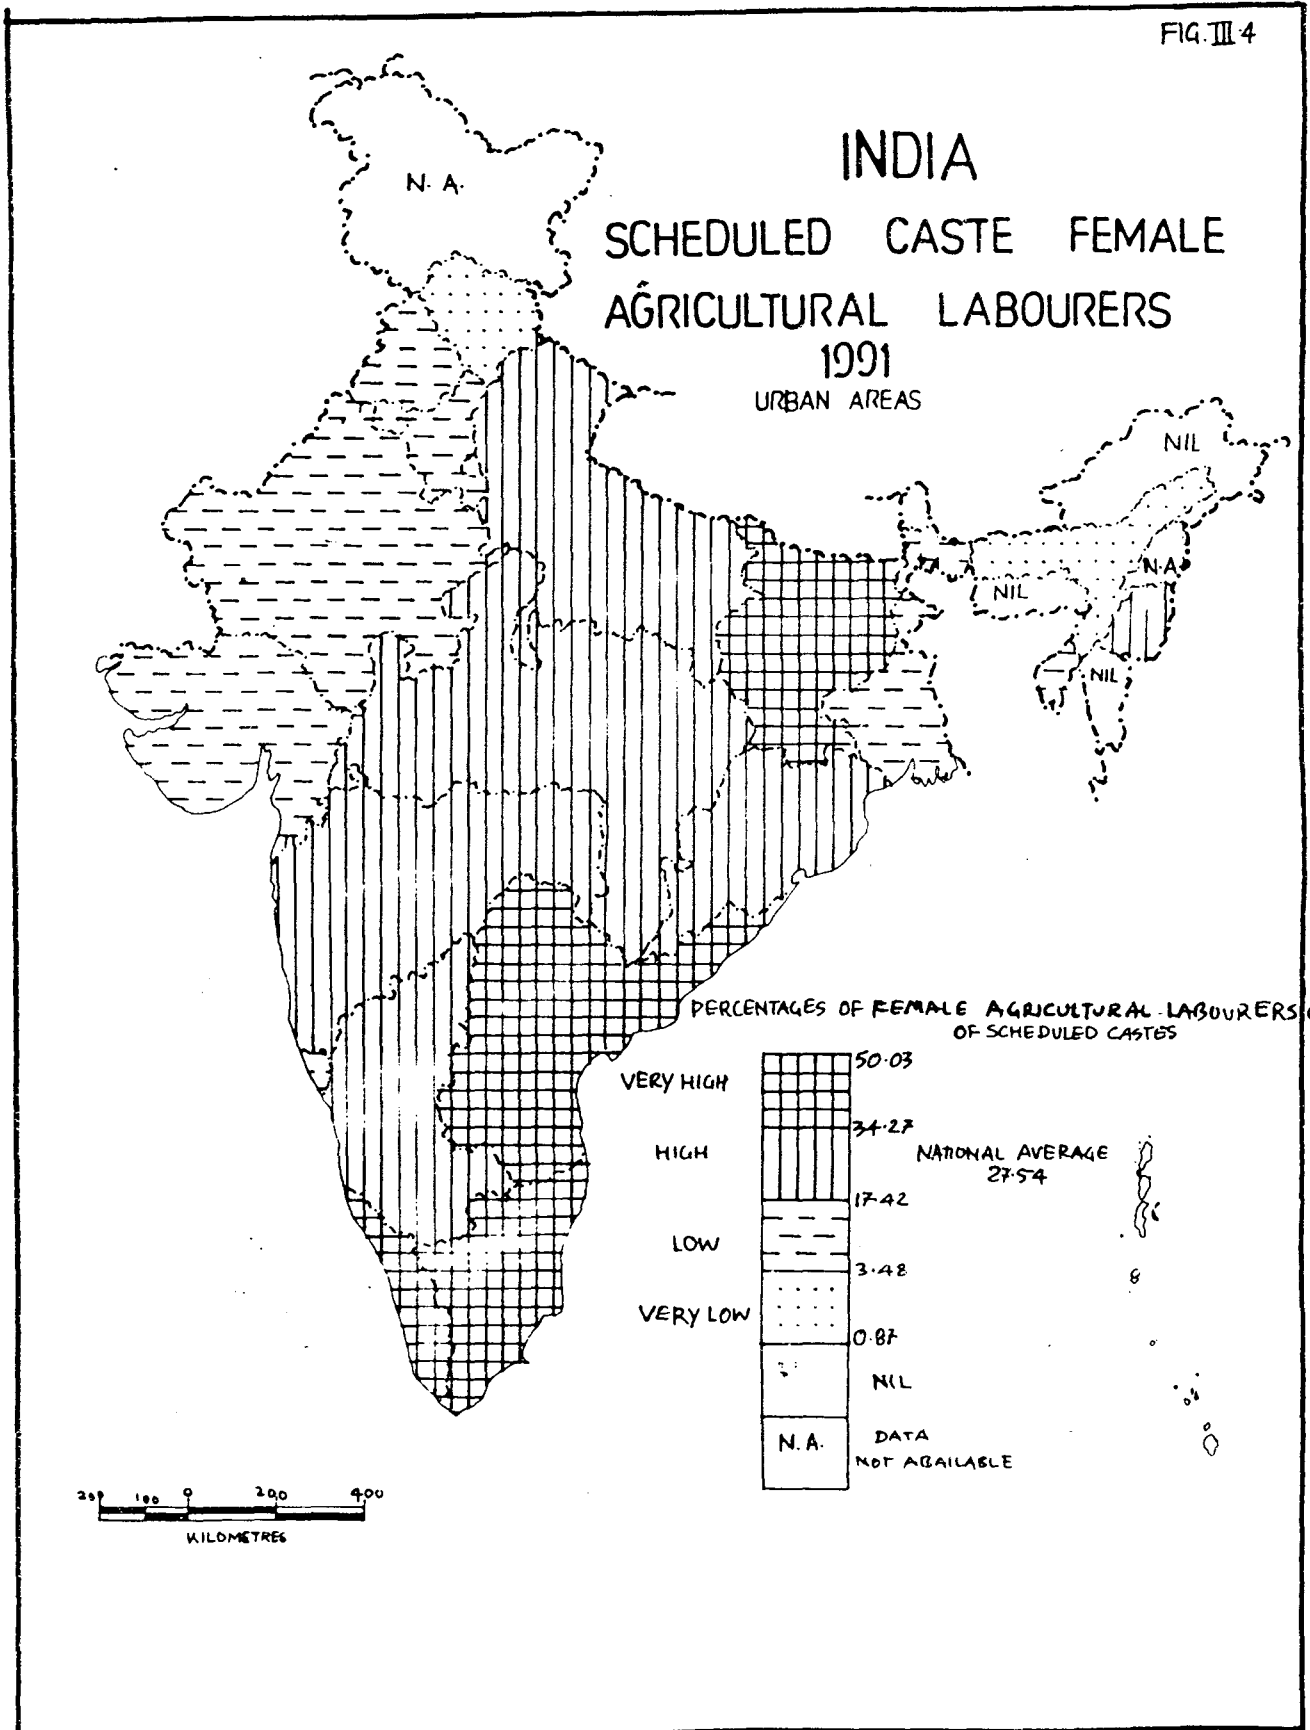 FIG. III.4
INDIA
SCHEDULED CASTE FEMALE
AGRICULTURAL LABOURERS
1991
URBAN AREAS
N.A.
NIL
N.A.
NIL
NIL
PERCENTAGES OF FEMALE AGRICULTURAL LABOURERS
OF SCHEDULED CASTES
50.03
VERY HIGH
34.27
HIGH
NATIONAL AVERAGE
27.54
17.42
LOW
3.48
VERY LOW
0.87
NIL
N.A. DATA
NOT ABAILABLE
200 100 0 200 400
KILOMETRES